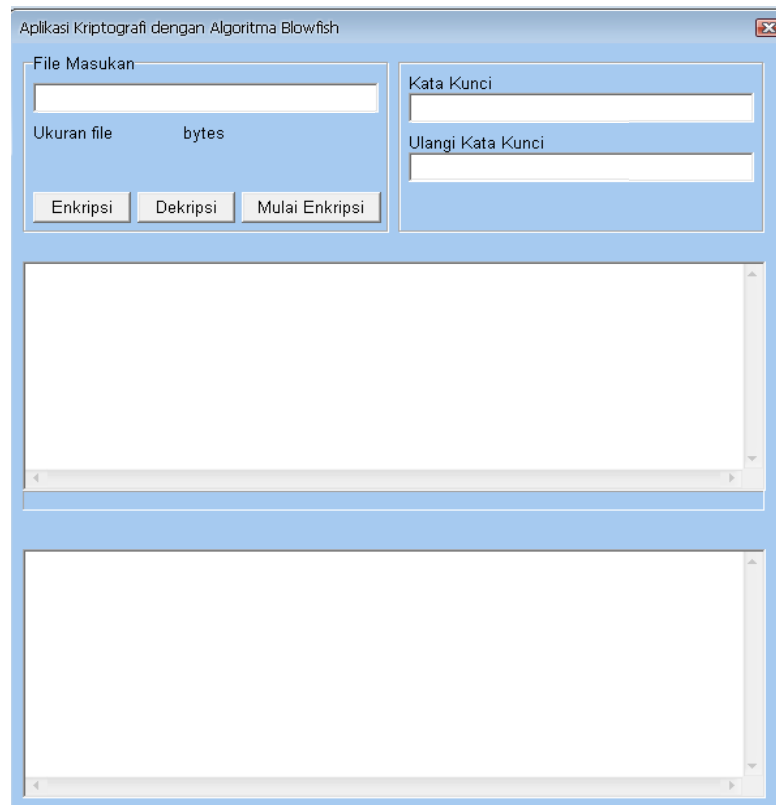 Aplikasi Kriptografi dengan Algoritma Blowfish
File Masukan
Ukuran file bytes
Enkripsi Dekripsi Mulai Enkripsi
Kata Kunci
Ulangi Kata Kunci